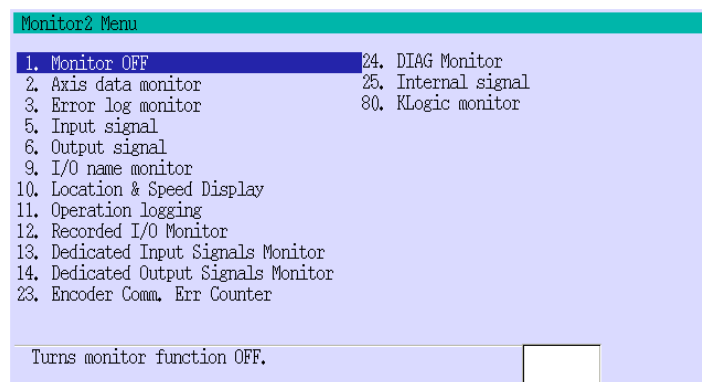 Monitor2 Menu
1. Monitor OFF
2. Axis data monitor
3. Error log monitor
5. Input signal
6. Output signal
9. I/O name monitor
10. Location & Speed Display
11. Operation logging
12. Recorded I/O Monitor
13. Dedicated Input Signals Monitor
14. Dedicated Output Signals Monitor
23. Encoder Comm. Err Counter
24. DIAG Monitor
25. Internal signal
80. KLogic monitor
Turns monitor function OFF.